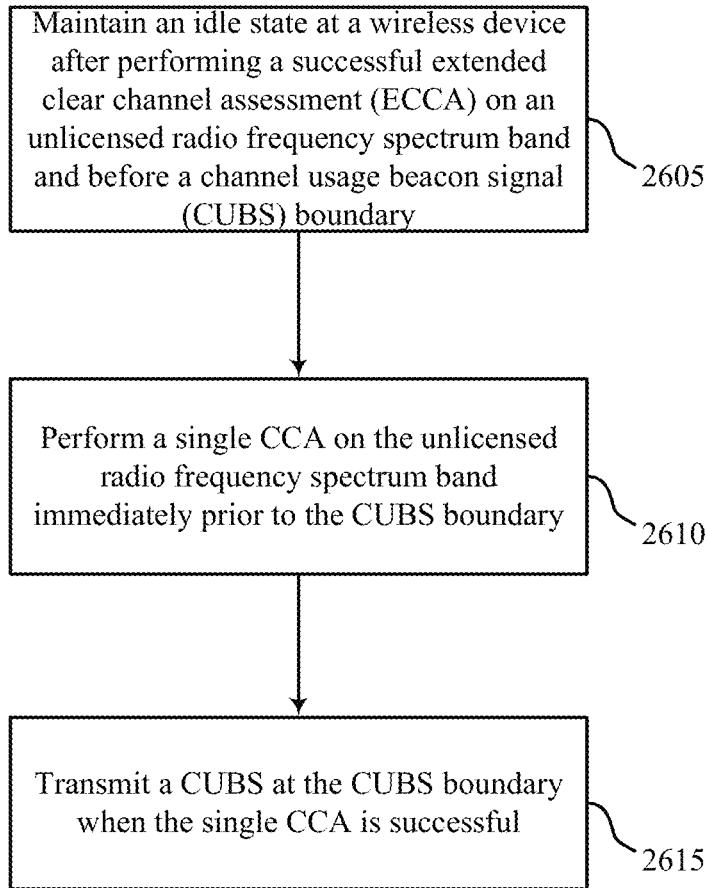 Maintain an idle state at a wireless device
after performing a successful extended
clear channel assessment (ECCA) on an
unlicensed radio frequency spectrum band
and before a channel usage beacon signal
(CUBS) boundary
2605
Perform a single CCA on the unlicensed
radio frequency spectrum band
immediately prior to the CUBS boundary
2610
Transmit a CUBS at the CUBS boundary
when the single CCA is successful
2615